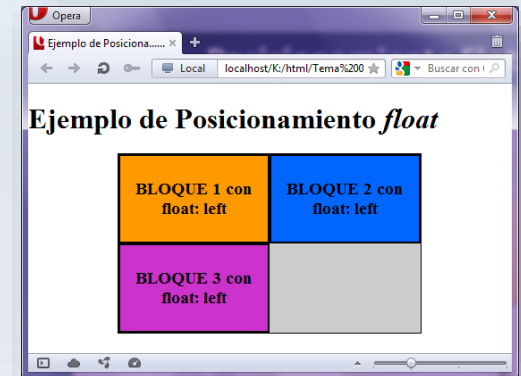 Opera
Ejemplo de Posiciona......
Local localhost/K:/html/Tema%200 Buscar con
Ejemplo de Posicionamiento float
BLOQUE 1 con
float: left
BLOQUE 2 con
float: left
BLOQUE 3 con
float: left